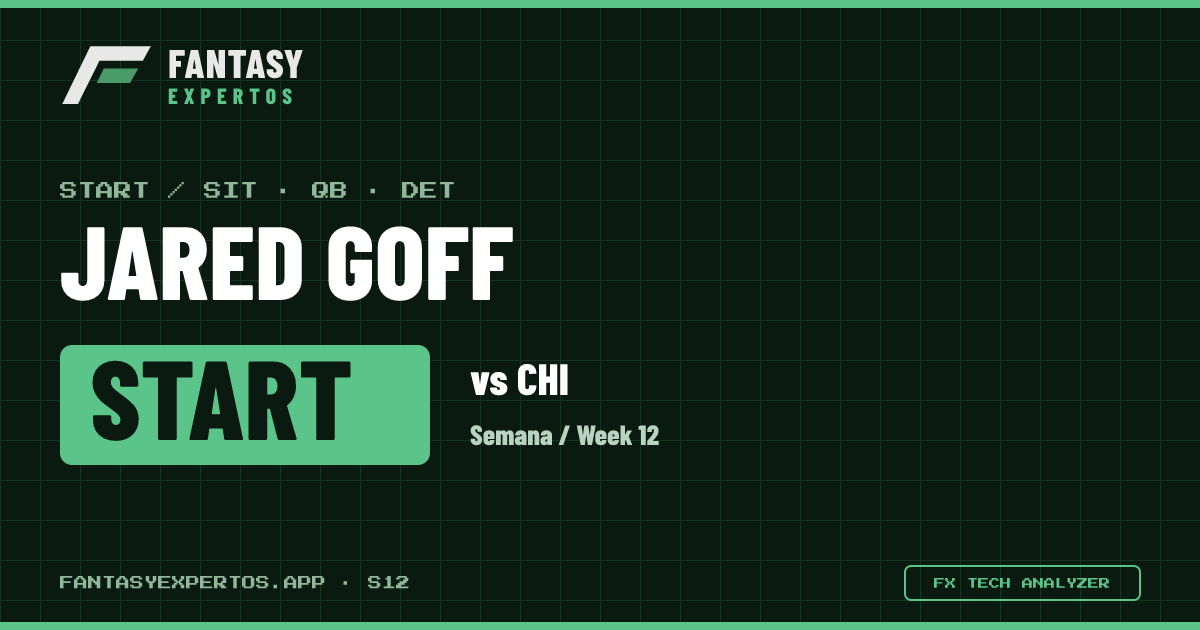 FANTASY
EXPERTOS
START / SIT · QB · DET
JARED GOFF
START
vs CHI
Semana / Week 12
FANTASYEXPERTOS.APP · S12
FX TECH ANALYZER